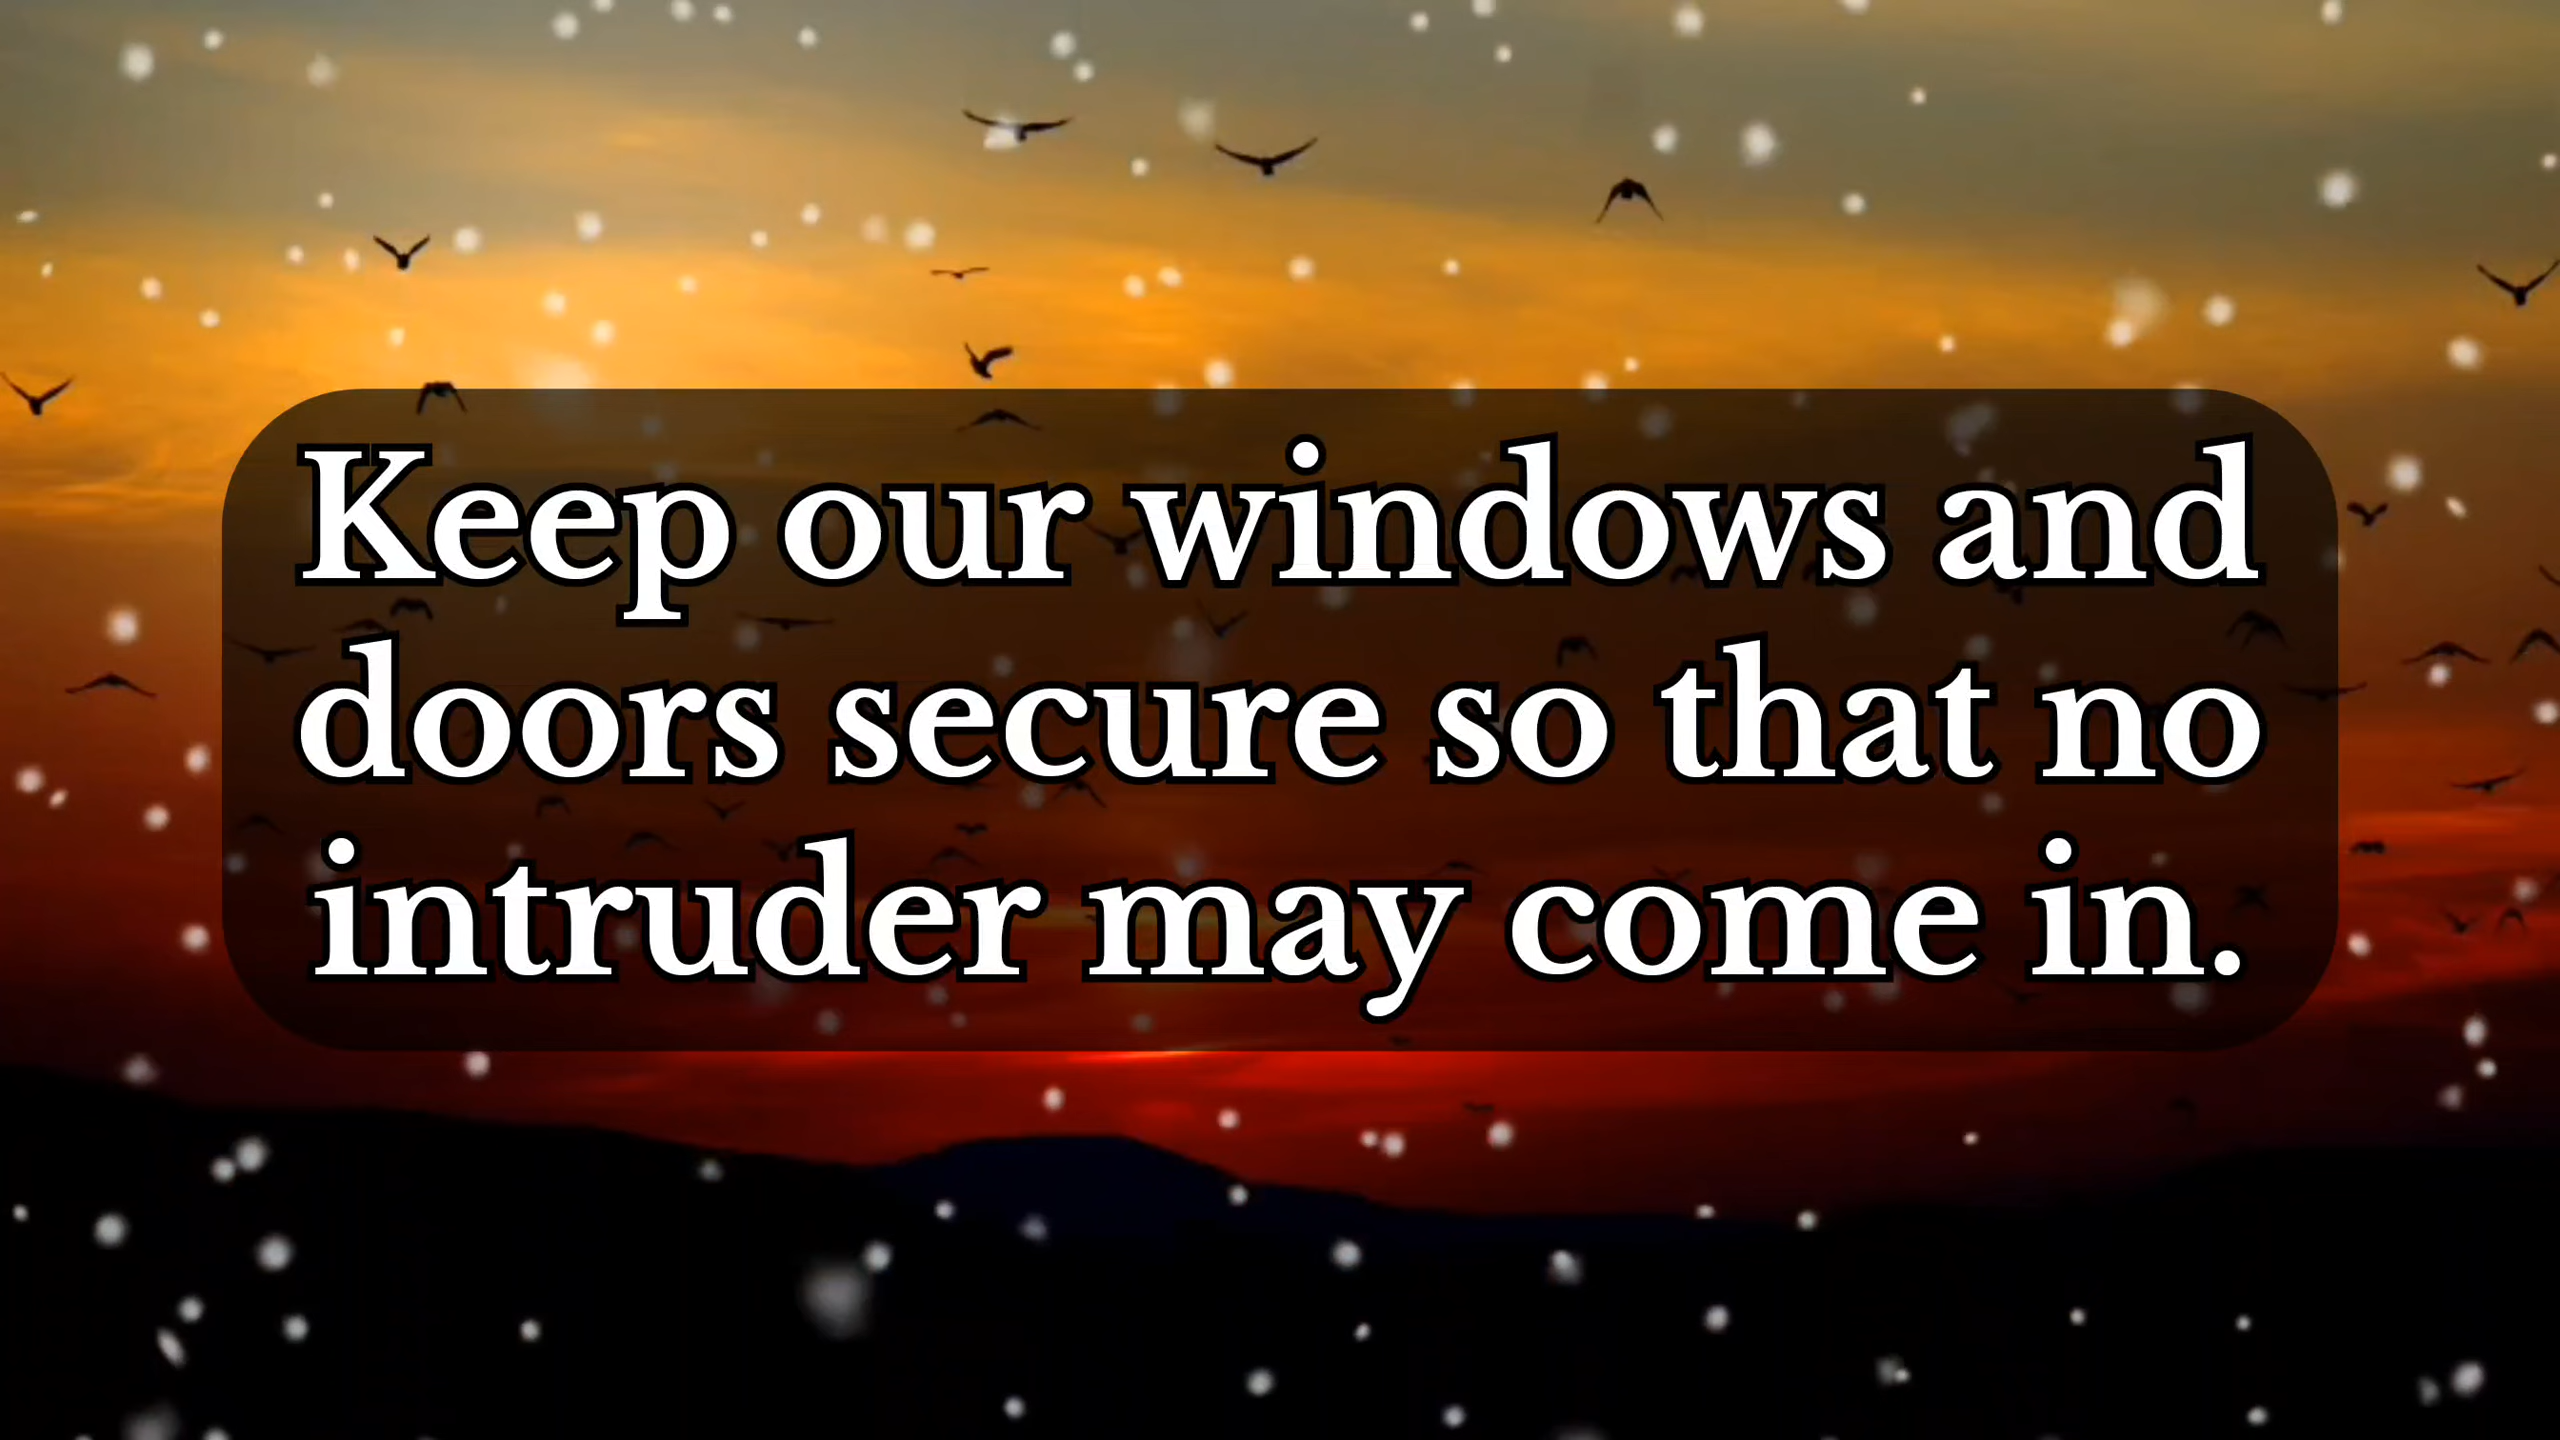 Keep our windows and
doors secure so that no
intruder may come in.